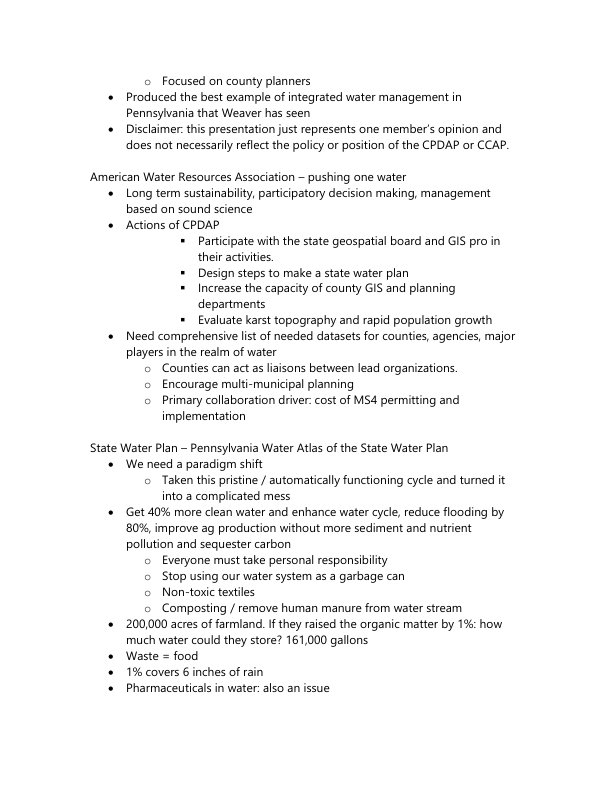 o Focused on county planners
• Produced the best example of integrated water management in
Pennsylvania that Weaver has seen
• Disclaimer: this presentation just represents one member's opinion and
does not necessarily reflect the policy or position of the CPDAP or CCAP.
American Water Resources Association – pushing one water
• Long term sustainability, participatory decision making, management
based on sound science
• Actions of CPDAP
▪ Participate with the state geospatial board and GIS pro in
their activities.
▪ Design steps to make a state water plan
▪ Increase the capacity of county GIS and planning
departments
▪ Evaluate karst topography and rapid population growth
• Need comprehensive list of needed datasets for counties, agencies, major
players in the realm of water
o Counties can act as liaisons between lead organizations.
o Encourage multi-municipal planning
o Primary collaboration driver: cost of MS4 permitting and
implementation
State Water Plan – Pennsylvania Water Atlas of the State Water Plan
• We need a paradigm shift
o Taken this pristine / automatically functioning cycle and turned it
into a complicated mess
• Get 40% more clean water and enhance water cycle, reduce flooding by
80%, improve ag production without more sediment and nutrient
pollution and sequester carbon
o Everyone must take personal responsibility
o Stop using our water system as a garbage can
o Non-toxic textiles
o Composting / remove human manure from water stream
• 200,000 acres of farmland. If they raised the organic matter by 1%: how
much water could they store? 161,000 gallons
• Waste = food
• 1% covers 6 inches of rain
• Pharmaceuticals in water: also an issue